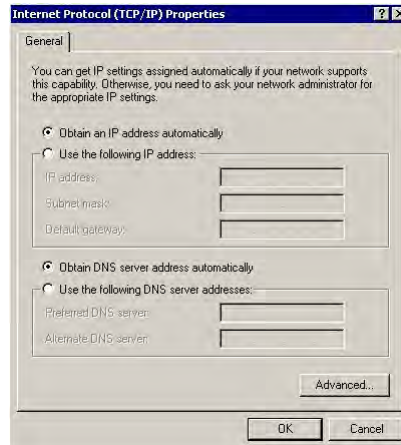 Internet Protocol (TCP/IP) Properties
General
You can get IP settings assigned automatically if your network supports
this capability. Otherwise, you need to ask your network administrator for
the appropriate IP settings.
Obtain an IP address automatically
Use the following IP address:
IP address:
Subnet mask:
Default gateway:
Obtain DNS server address automatically
Use the following DNS server addresses:
Preferred DNS server:
Alternate DNS server:
Advanced...
OK
Cancel